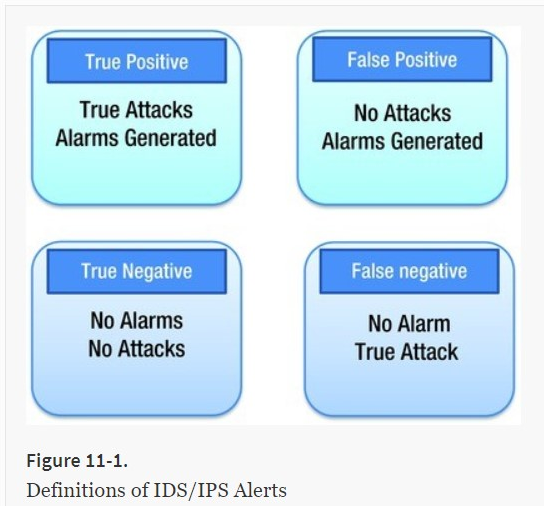 True Positive
True Attacks
Alarms Generated
False Positive
No Attacks
Alarms Generated
True Negative
No Alarms
No Attacks
False negative
No Alarm
True Attack
Figure 11-1.
Definitions of IDS/IPS Alerts